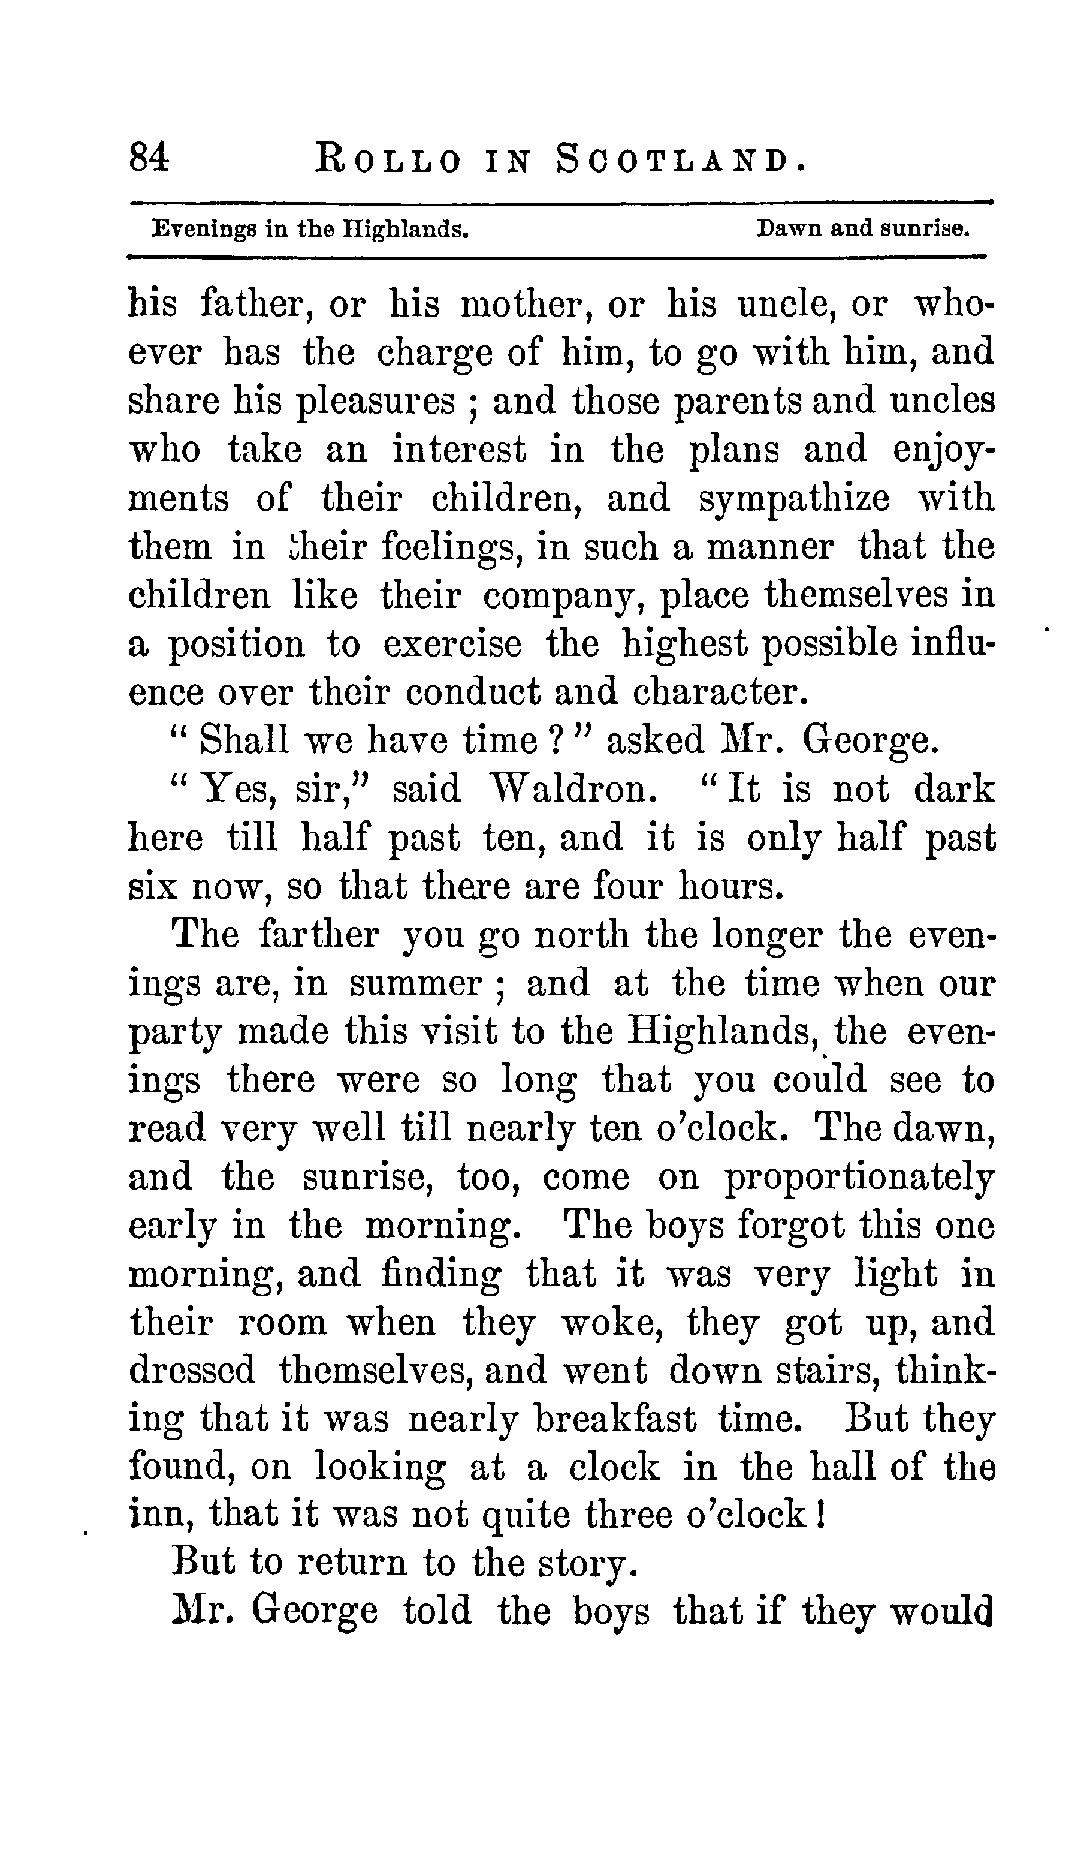 84 ROLLO IN SCOTLAND.
Evenings in the Highlands. Dawn and sunrise.
his father, or his mother, or his uncle, or who-
ever has the charge of him, to go with him, and
share his pleasures ; and those parents and uncles
who take an interest in the plans and enjoy-
ments of their children, and sympathize with
them in their feelings, in such a manner that the
children like their company, place themselves in
a position to exercise the highest possible influ-
ence over their conduct and character.
“ Shall we have time ? ” asked Mr. George.
“ Yes, sir,” said Waldron. “ It is not dark
here till half past ten, and it is only half past
six now, so that there are four hours.
The farther you go north the longer the even-
ings are, in summer ; and at the time when our
party made this visit to the Highlands, the even-
ings there were so long that you could see to
read very well till nearly ten o’clock. The dawn,
and the sunrise, too, come on proportionately
early in the morning. The boys forgot this one
morning, and finding that it was very light in
their room when they woke, they got up, and
dressed themselves, and went down stairs, think-
ing that it was nearly breakfast time. But they
found, on looking at a clock in the hall of the
inn, that it was not quite three o’clock !
But to return to the story.
Mr. George told the boys that if they would